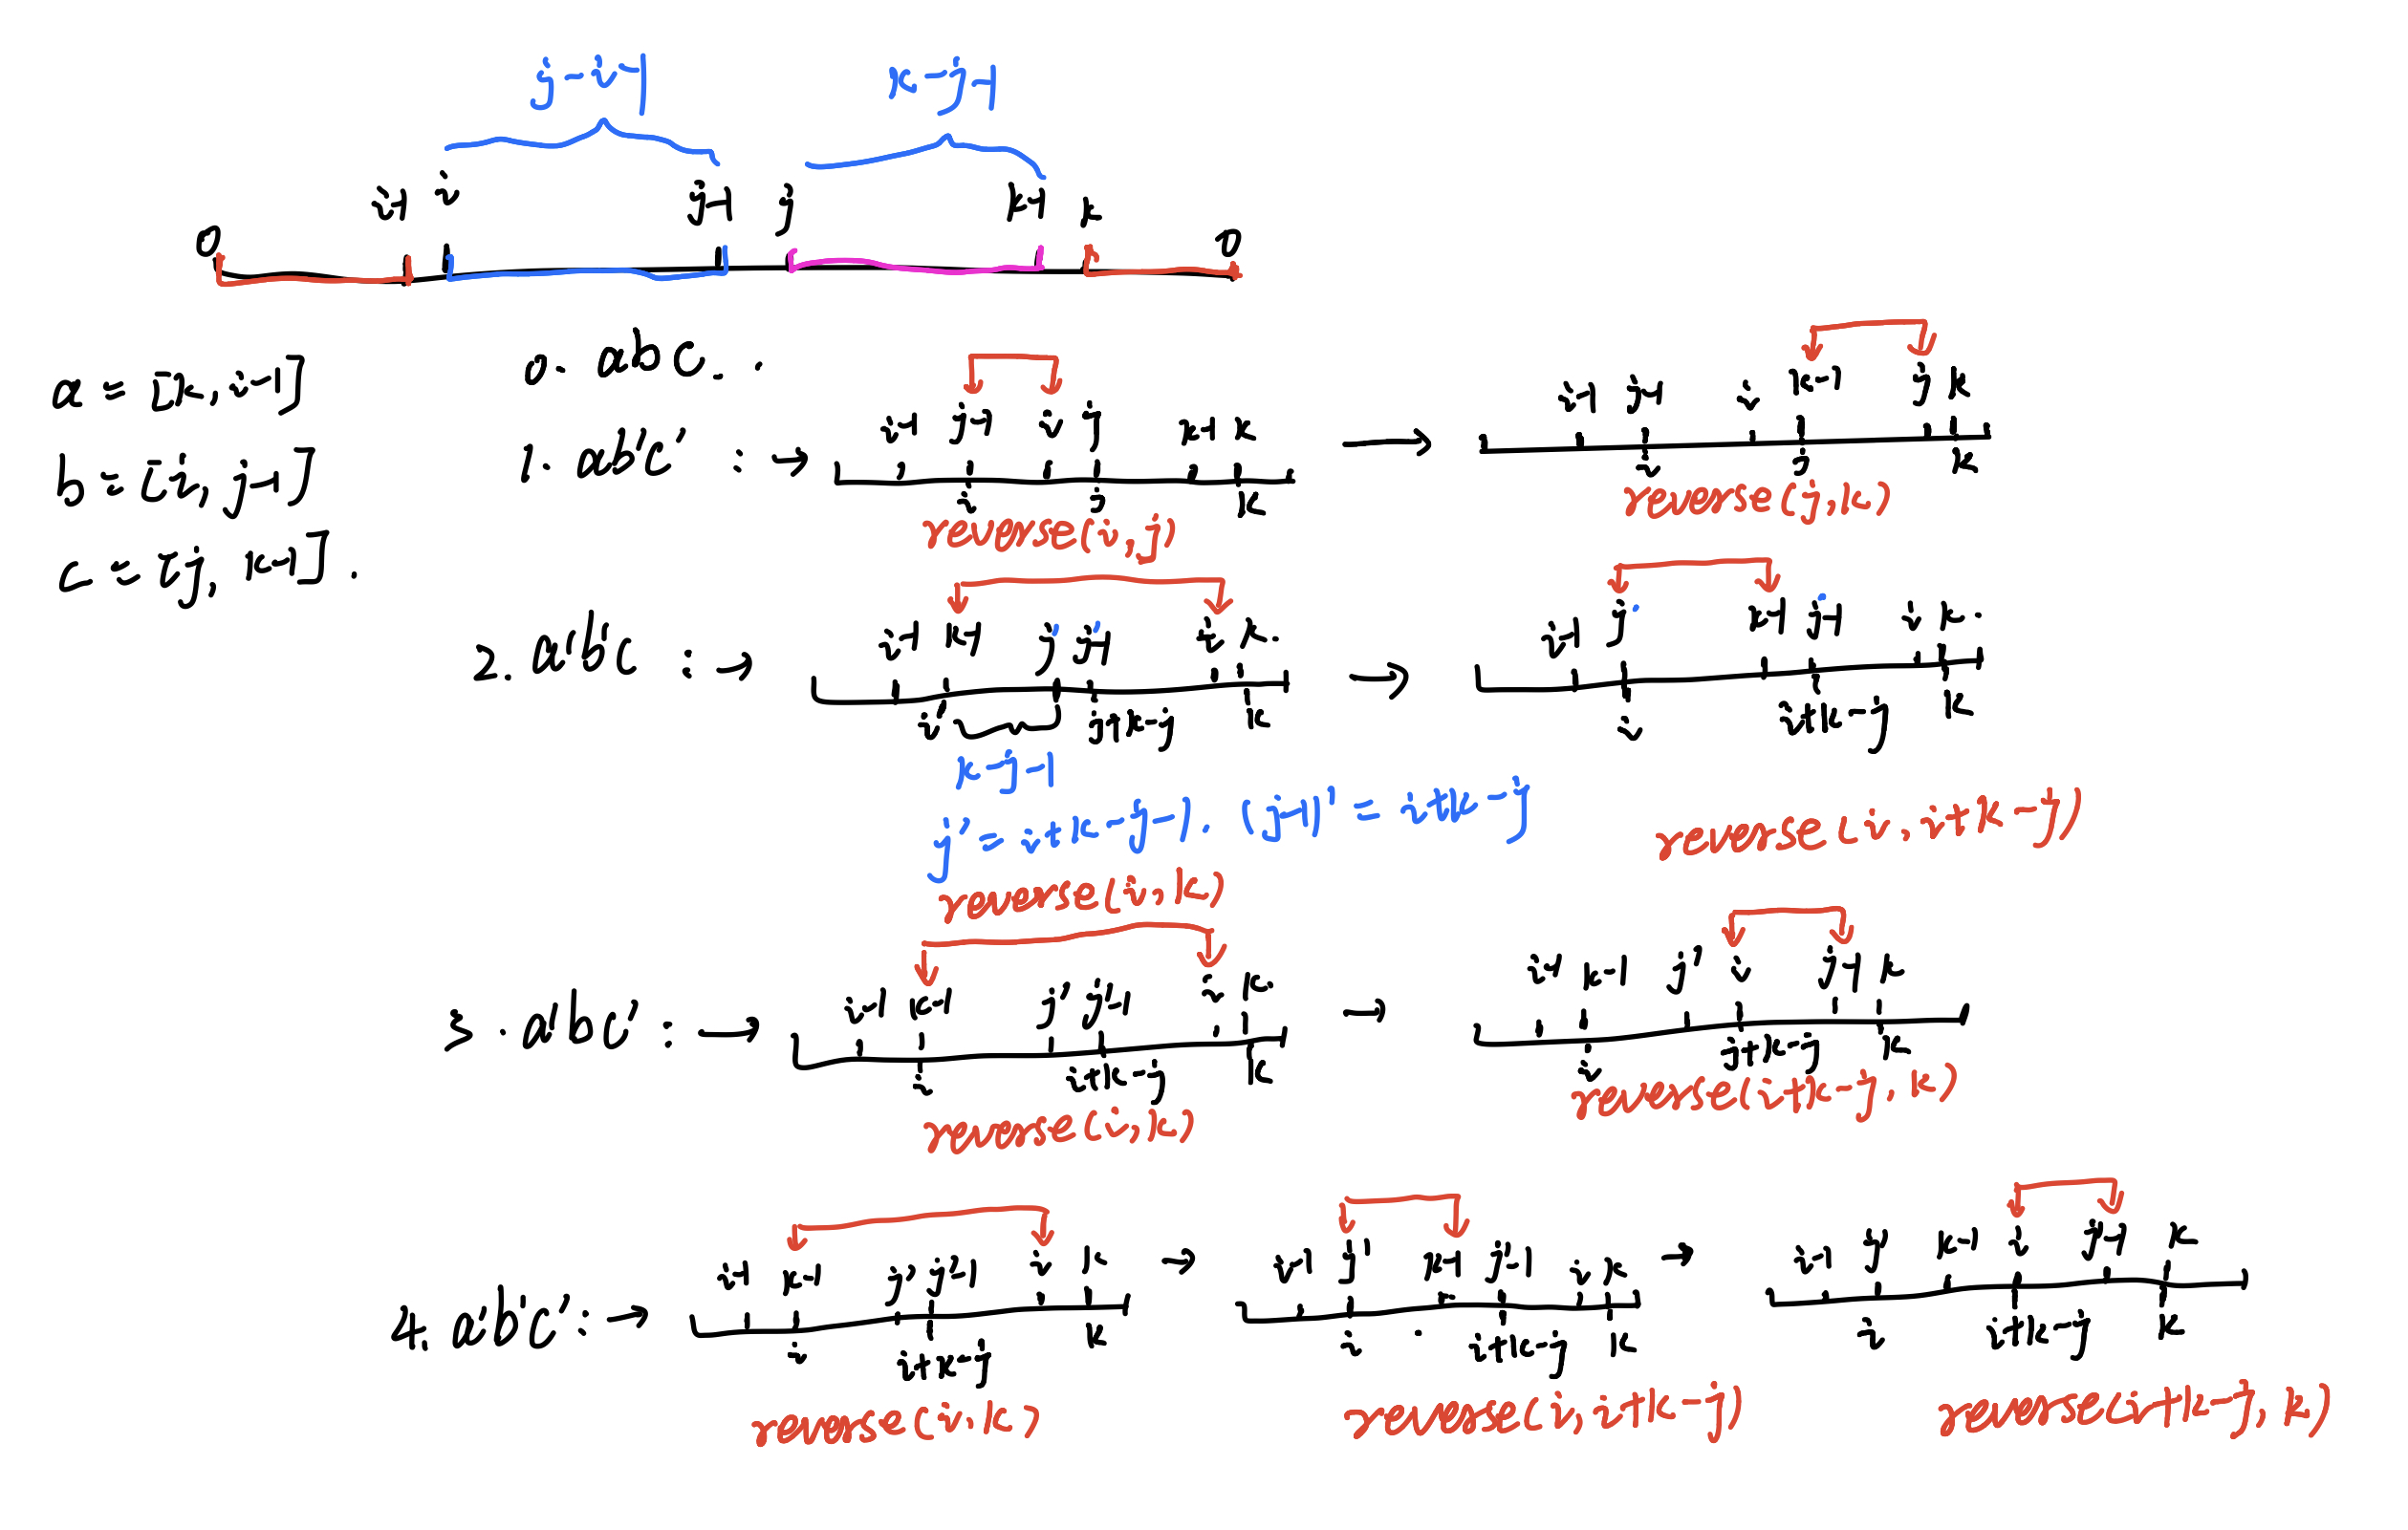 j-i-1 k-j-1
i-1 i j-1 j k-1 k
0 0
a = [k, i-1] 0. abc .
b = [i, j-1]
c = [j, k-1] .
1. ab'c' : → i-1 j-1 i j k-1 k → i-1 j-1 i k-1 j k
i j k i j k
reverse(i,j) reverse(j,k)
2. a'b'c : → i-1 k-1 j' j'-1 i k. → i-1 j' k-1 j'-1 i k.
i i+k-j k i i+k-j k
k-j-1
j' = i+k-j-1. (j-1)' = i+k-j reverse(i, i+k-j)
reverse(i,k)
3. a'bc' : → i-1 k-1 j' j'-1 i k. → i-1 k-1 j' i j-1 k
i i+k-j k i i+k-j k
reverse(i,k) reverse(i+k-j, k)
4. a'b'c' : → i-1 k-1 j' j'-1 i k → i-1 j' k-1 j'-1 i k → i-1 j' k-1 i j-1 k
i i+k-j k i i+k-j k i i+k-j k
reverse(i,k) reverse(i, i+k-j) reverse(i+k-j, k)